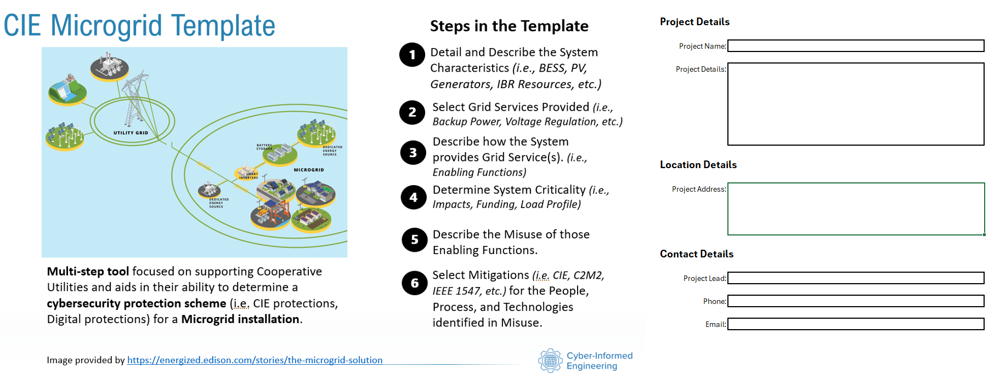 CIE Microgrid Template
UTILITY GRID
BATTERY
STORAGE
DEDICATED
ENERGY
SOURCE
MICROGRID
SMART
INVERTERS
DEDICATED
ENERGY
SOURCE
Multi-step tool focused on supporting Cooperative
Utilities and aids in their ability to determine a
cybersecurity protection scheme (i.e. CIE protections,
Digital protections) for a Microgrid installation.
Image provided by https://energized.edison.com/stories/the-microgrid-solution
Steps in the Template
1 Detail and Describe the System
Characteristics (i.e., BESS, PV,
Generators, IBR Resources, etc.)
2 Select Grid Services Provided (i.e.,
Backup Power, Voltage Regulation, etc.)
3 Describe how the System
provides Grid Service(s). (i.e.,
Enabling Functions)
4 Determine System Criticality (i.e.,
Impacts, Funding, Load Profile)
5 Describe the Misuse of those
Enabling Functions.
6 Select Mitigations (i.e. CIE, C2M2,
IEEE 1547, etc.) for the People,
Process, and Technologies
identified in Misuse.
Cyber-Informed
Engineering
Project Details
Project Name:
Project Details:
Location Details
Project Address:
Contact Details
Project Lead:
Phone:
Email: